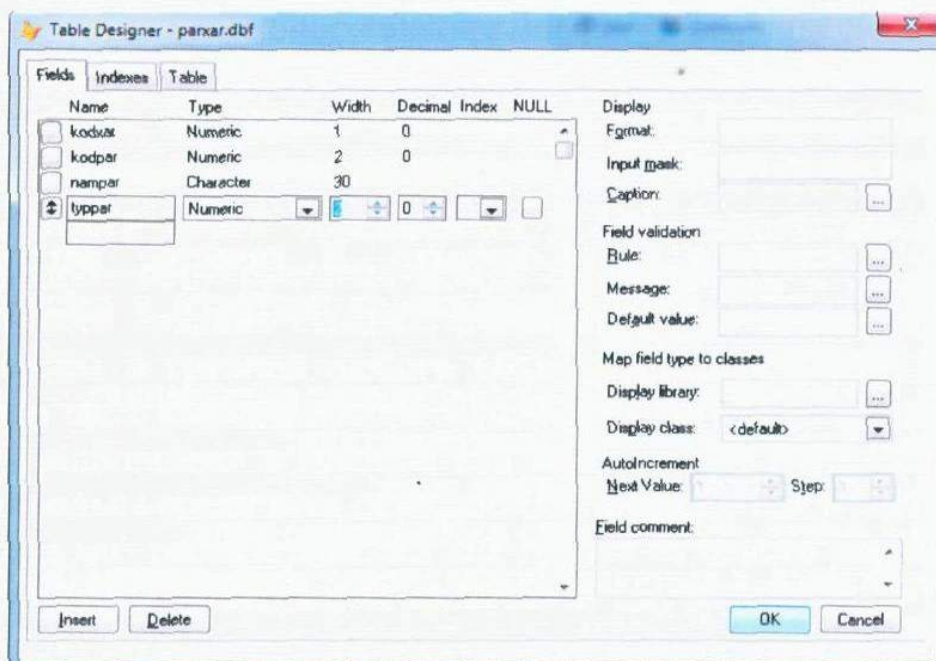 Table Designer - parxar.dbf
Fields Indexes Table
Name Type Width Decimal Index NULL
kodxar Numeric 1 0
kodpar Numeric 2 0
nampar Character 30
typpar Numeric 0
Display
Format:
Input mask:
Caption:
Field validation
Rule:
Message:
Default value:
Map field type to classes
Display library:
Display class: <default>
AutoIncrement
Next Value: Step:
Field comment:
Insert Delete OK Cancel